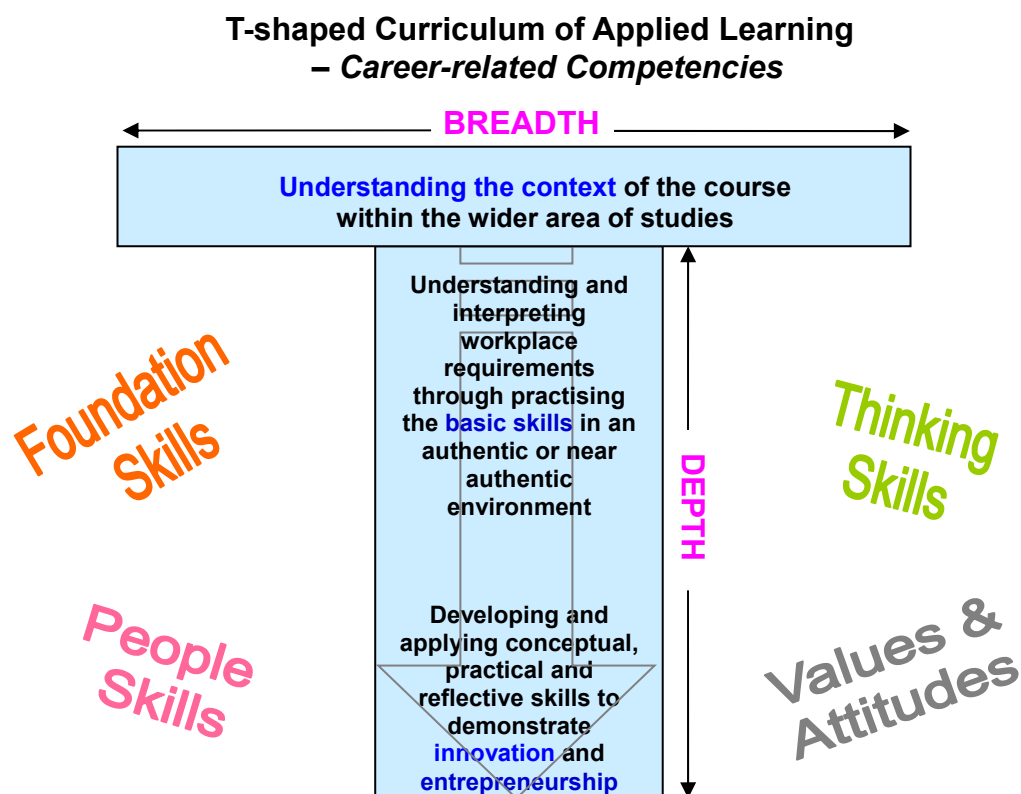 T-shaped Curriculum of Applied Learning
– Career-related Competencies
BREADTH
Understanding the context of the course
within the wider area of studies
Understanding and
interpreting
workplace
requirements
through practising
the basic skills in an
authentic or near
authentic
environment
DEPTH
Developing and
applying conceptual,
practical and
reflective skills to
demonstrate
innovation and
entrepreneurship
Foundation
Skills
People
Skills
Thinking
Skills
Values &
Attitudes